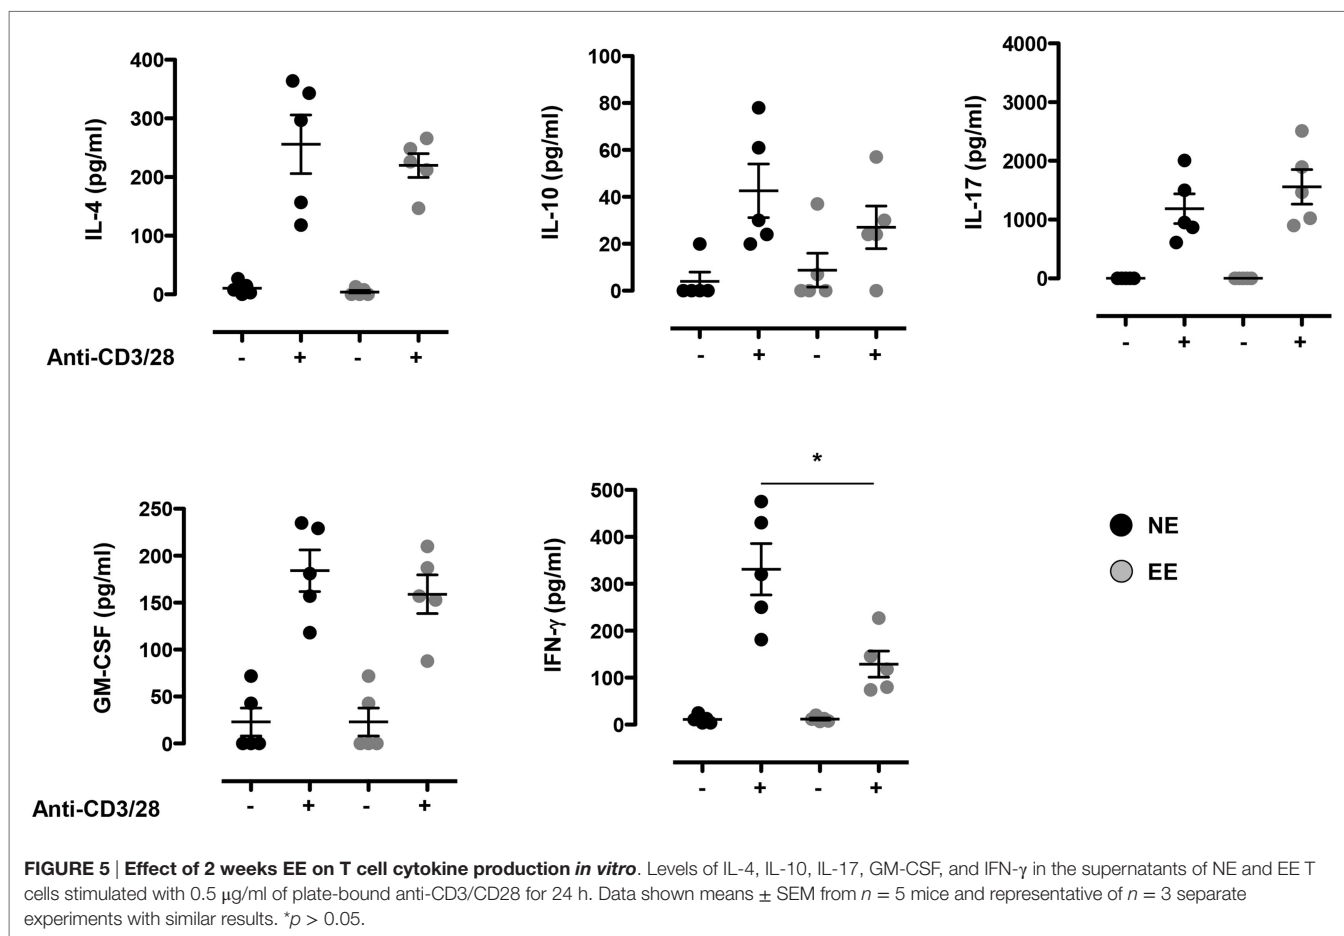 400
300
200
100
0
IL-4 (pg/ml)
Anti-CD3/28
- + - +
100
80
60
40
20
0
IL-10 (pg/ml)
- + - +
4000
3000
2000
1000
0
IL-17 (pg/ml)
- + - +
250
200
150
100
50
0
GM-CSF (pg/ml)
Anti-CD3/28
- + - +
*
500
400
300
200
100
0
IFN-γ (pg/ml)
- + - +
NE
EE
FIGURE 5 | Effect of 2 weeks EE on T cell cytokine production in vitro. Levels of IL-4, IL-10, IL-17, GM-CSF, and IFN-γ in the supernatants of NE and EE T
cells stimulated with 0.5 μg/ml of plate-bound anti-CD3/CD28 for 24 h. Data shown means ± SEM from n = 5 mice and representative of n = 3 separate
experiments with similar results. *p > 0.05.